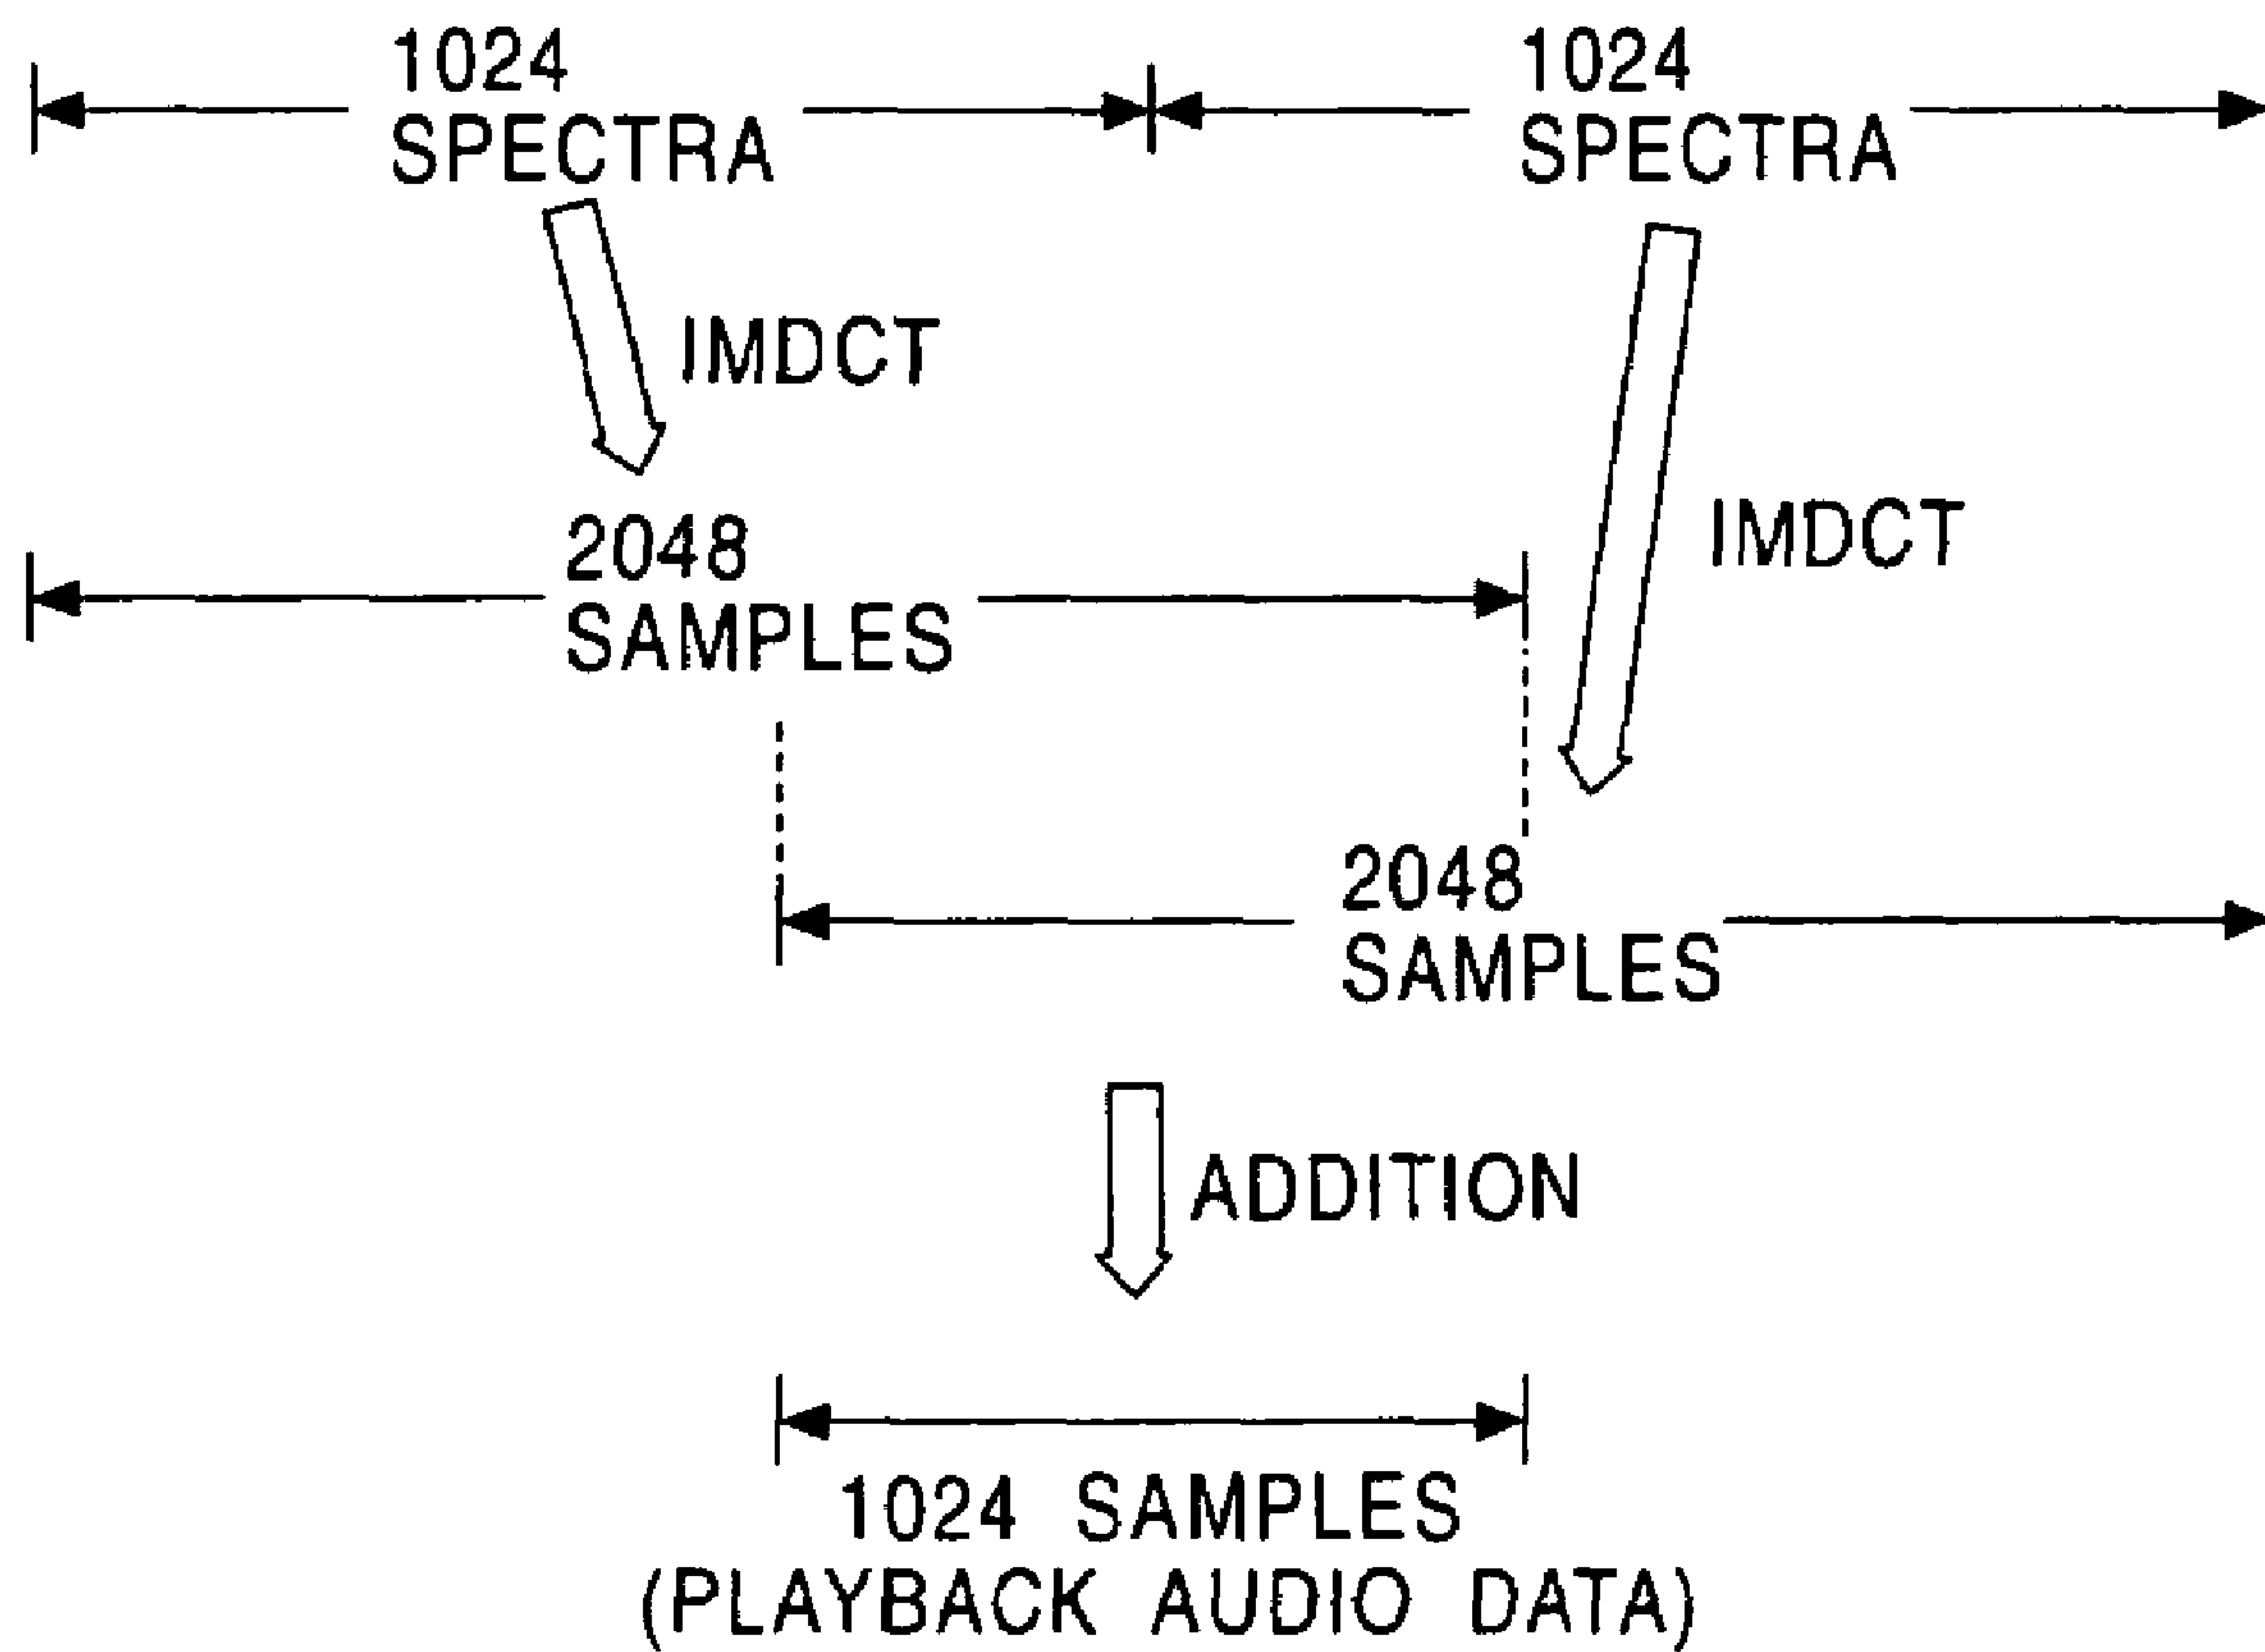 1024
SPECTRA
1024
SPECTRA
IMDCT
IMDCT
2048
SAMPLES
2048
SAMPLES
ADDITION
1024 SAMPLES
(PLAYBACK AUDIO DATA)